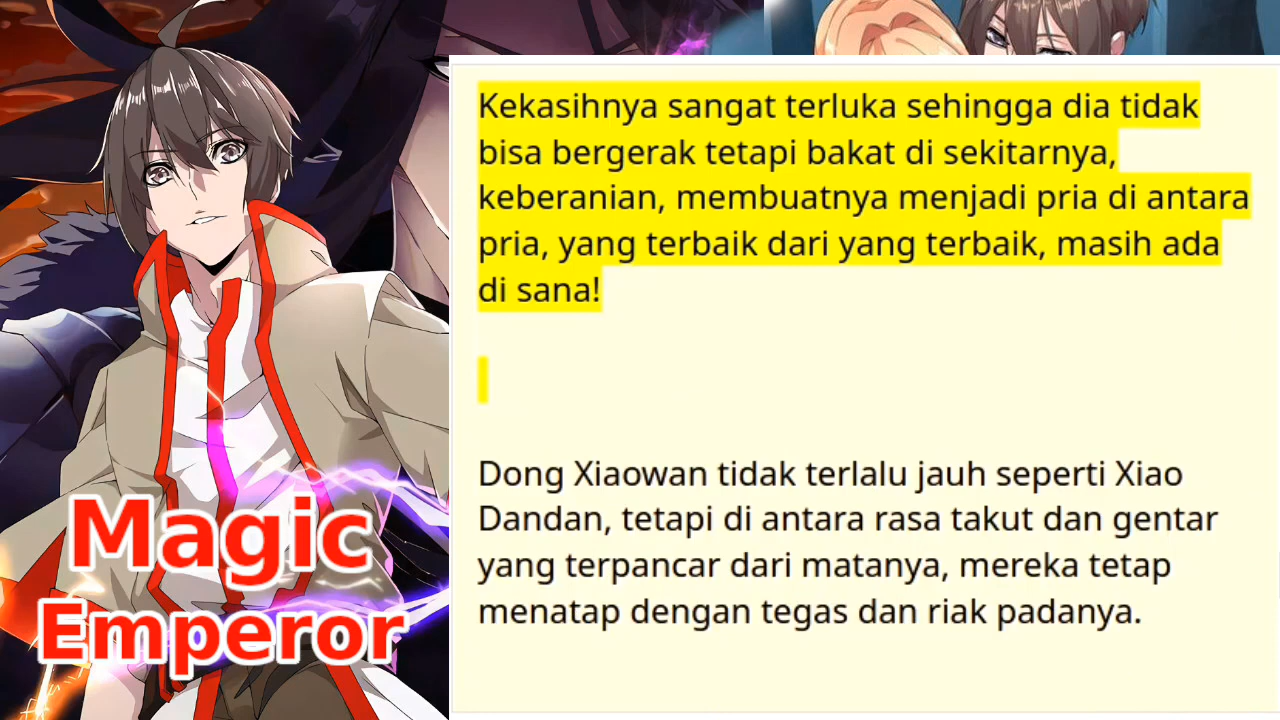 Kekasihnya sangat terluka sehingga dia tidak
bisa bergerak tetapi bakat di sekitarnya,
keberanian, membuatnya menjadi pria di antara
pria, yang terbaik dari yang terbaik, masih ada
di sana!
Dong Xiaowan tidak terlalu jauh seperti Xiao
Dandan, tetapi di antara rasa takut dan gentar
yang terpancar dari matanya, mereka tetap
menatap dengan tegas dan riak padanya.
Magic
Emperor